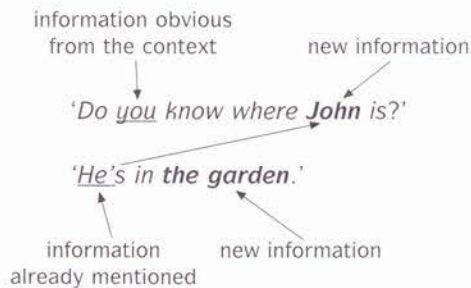 information obvious
from the context
new information
'Do you know where John is?'
'He's in the garden.'
information
already mentioned
new information